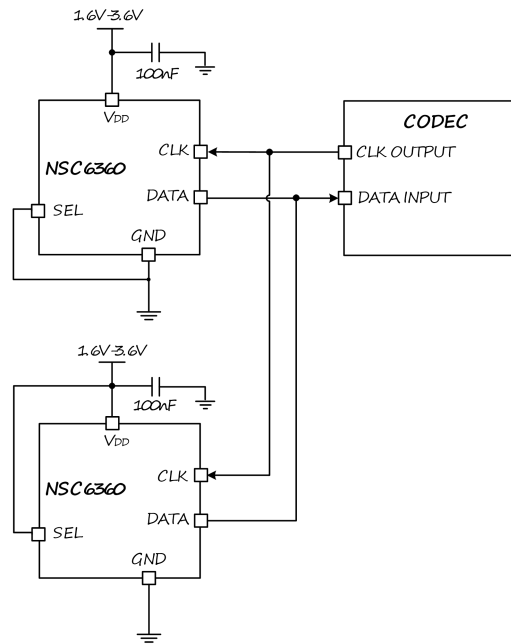 1.6V-3.6V
100nF
VDD
CODEC
CLK
CLK OUTPUT
NSC6360
DATA
DATA INPUT
SEL
GND
1.6V-3.6V
100nF
VDD
CLK
NSC6360
DATA
SEL
GND